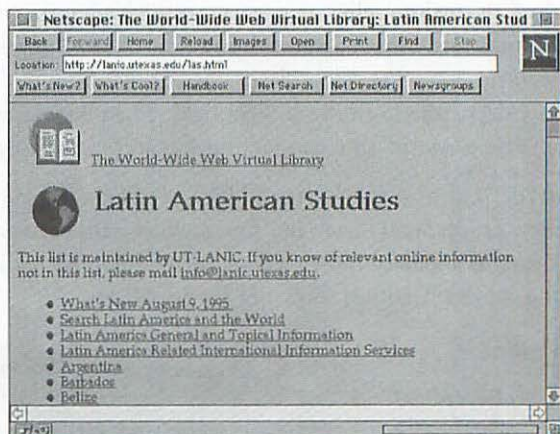 Netscape: The World-Wide Web Virtual Library: Latin American Stud
Back Forward Home Reload Images Open Print Find Stop
N
Location: http://lanic.utexas.edu/las.html
What's New? What's Cool? Handbook Net Search Net Directory Newsgroups
The World-Wide Web Virtual Library
Latin American Studies
This list is maintained by UT-LANIC. If you know of relevant online information
not in this list, please mail info@lanic.utexas.edu.
What's New August 9, 1995
Search Latin America and the World
Latin America General and Topical Information
Latin America Related International Information Services
Argentina
Barbados
Belize